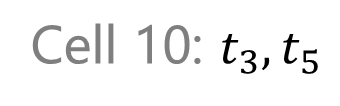 Cell 10: t₃, t₅